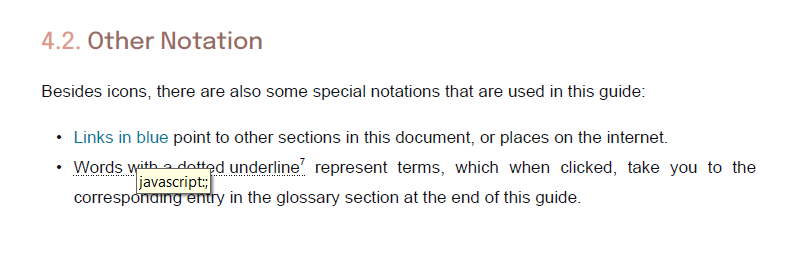 4.2. Other Notation
Besides icons, there are also some special notations that are used in this guide:
• Links in blue point to other sections in this document, or places on the internet.
• Words with a dotted underline7 represent terms, which when clicked, take you to the
javascript:;
corresponding entry in the glossary section at the end of this guide.